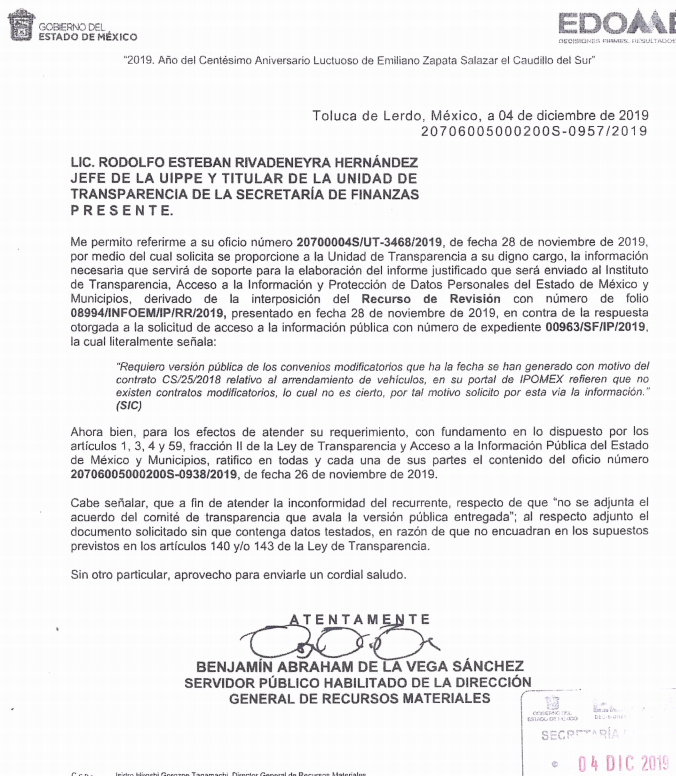 GOBIERNO DEL
ESTADO DE MÉXICO
EDOMÉ
DECISIONES FIRMES, RESULTADOS
"2019. Año del Centésimo Aniversario Luctuoso de Emiliano Zapata Salazar el Caudillo del Sur"
Toluca de Lerdo, México, a 04 de diciembre de 2019
20706005000200S-0957/2019
LIC. RODOLFO ESTEBAN RIVADENEYRA HERNÁNDEZ
JEFE DE LA UIPPE Y TITULAR DE LA UNIDAD DE
TRANSPARENCIA DE LA SECRETARÍA DE FINANZAS
P R E S E N T E.
Me permito referirme a su oficio número 20700004S/UT-3468/2019, de fecha 28 de noviembre de 2019,
por medio del cual solicita se proporcione a la Unidad de Transparencia a su digno cargo, la información
necesaria que servirá de soporte para la elaboración del informe justificado que será enviado al Instituto
de Transparencia, Acceso a la Información y Protección de Datos Personales del Estado de México y
Municipios, derivado de la interposición del Recurso de Revisión con número de folio
08994/INFOEM/IP/RR/2019, presentado en fecha 28 de noviembre de 2019, en contra de la respuesta
otorgada a la solicitud de acceso a la información pública con número de expediente 00963/SF/IP/2019,
la cual literalmente señala:
"Requiero versión pública de los convenios modificatorios que ha la fecha se han generado con motivo del
contrato CS/25/2018 relativo al arrendamiento de vehículos, en su portal de IPOMEX refieren que no
existen contratos modificatorios, lo cual no es cierto, por tal motivo solicito por esta vía la información."
(SIC)
Ahora bien, para los efectos de atender su requerimiento, con fundamento en lo dispuesto por los
artículos 1, 3, 4 y 59, fracción II de la Ley de Transparencia y Acceso a la Información Pública del Estado
de México y Municipios, ratifico en todas y cada una de sus partes el contenido del oficio número
20706005000200S-0938/2019, de fecha 26 de noviembre de 2019.
Cabe señalar, que a fin de atender la inconformidad del recurrente, respecto de que "no se adjunta el
acuerdo del comité de transparencia que avala la versión pública entregada"; al respecto adjunto el
documento solicitado sin que contenga datos testados, en razón de que no encuadran en los supuestos
previstos en los artículos 140 y/o 143 de la Ley de Transparencia.
Sin otro particular, aprovecho para enviarle un cordial saludo.
A T E N T A M E N T E
BENJAMÍN ABRAHAM DE LA VEGA SÁNCHEZ
SERVIDOR PÚBLICO HABILITADO DE LA DIRECCIÓN
GENERAL DE RECURSOS MATERIALES
GOBIERNO DEL
ESTADO DE MÉXICO
SECRETARÍA
04 DIC 2019
C.c.p.- Director General de Recursos Materiales